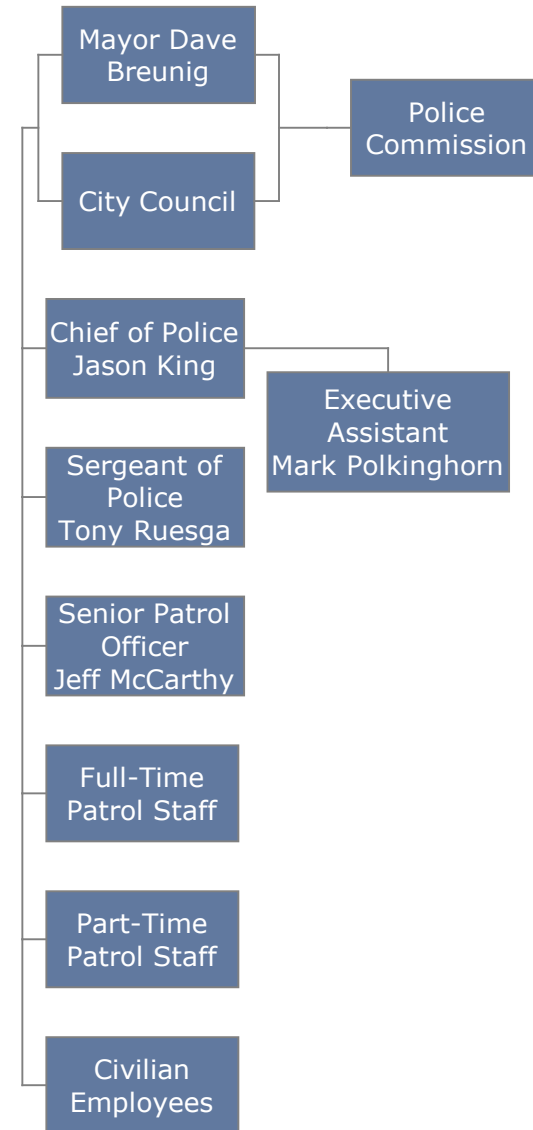 Mayor Dave
Breunig
Police
Commission
City Council
Chief of Police
Jason King
Executive
Assistant
Mark Polkinghorn
Sergeant of
Police
Tony Ruesga
Senior Patrol
Officer
Jeff McCarthy
Full-Time
Patrol Staff
Part-Time
Patrol Staff
Civilian
Employees